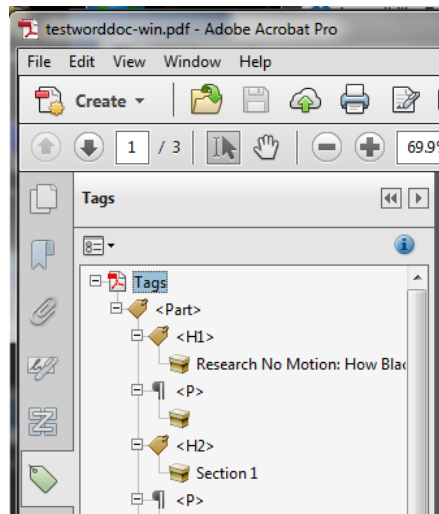 testworddoc-win.pdf - Adobe Acrobat Pro
File Edit View Window Help
Create
1 / 3 69.9%
Tags
Tags
<Part>
<H1>
Research No Motion: How Blac
<P>
<H2>
Section 1
<P>